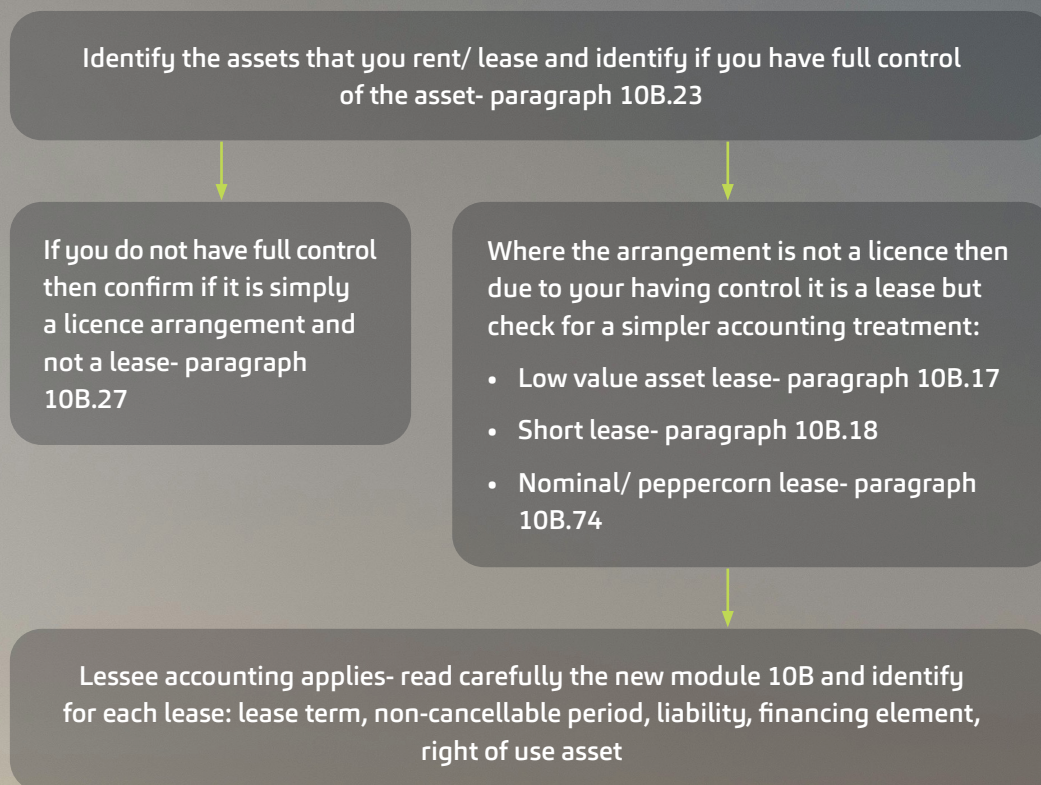 Identify the assets that you rent/ lease and identify if you have full control
of the asset- paragraph 10B.23
If you do not have full control
then confirm if it is simply
a licence arrangement and
not a lease- paragraph
10B.27
Where the arrangement is not a licence then
due to your having control it is a lease but
check for a simpler accounting treatment:
• Low value asset lease- paragraph 10B.17
• Short lease- paragraph 10B.18
• Nominal/ peppercorn lease- paragraph
10B.74
Lessee accounting applies- read carefully the new module 10B and identify
for each lease: lease term, non-cancellable period, liability, financing element,
right of use asset